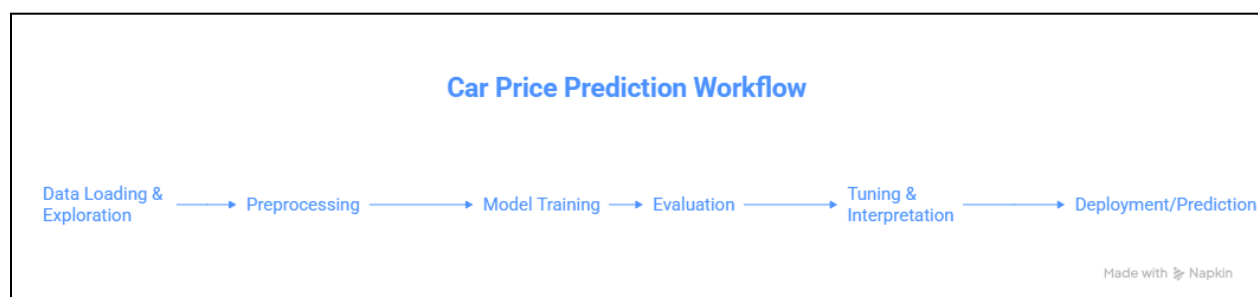 Car Price Prediction Workflow
Data Loading &
Exploration
Preprocessing
Model Training
Evaluation
Tuning &
Interpretation
Deployment/Prediction
Made with Napkin